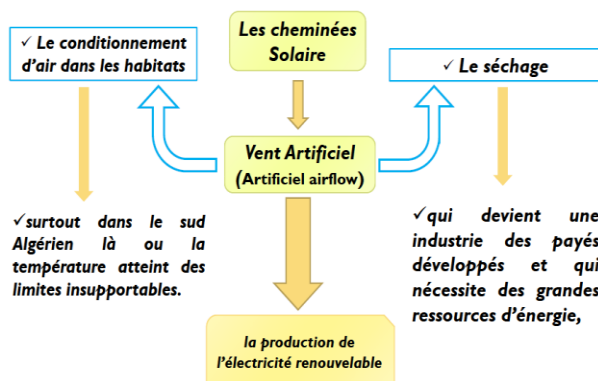 Les cheminées
Solaire
✓ Le conditionnement
d'air dans les habitats
✓ Le séchage
Vent Artificiel
(Artificiel airflow)
✓surtout dans le sud
Algérien là ou la
température atteint des
limites insupportables.
✓qui devient une
industrie des payés
développés et qui
nécessite des grandes
ressources d'énergie,
la production de
l'électricité renouvelable